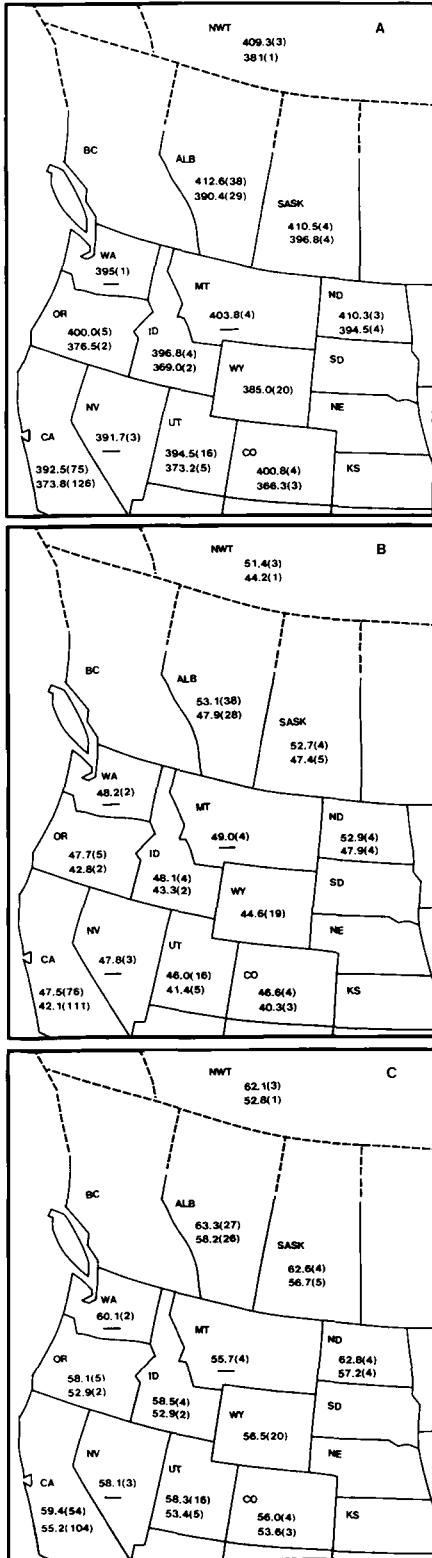 NWT
A
409.3(3)
381(1)
BC
ALB
412.6(38)
390.4(29)
SASK
410.5(4)
396.8(4)
WA
395(1)
MT
403.8(4)
ND
410.3(3)
394.5(4)
OR
400.0(5)
376.5(2)
ID
396.8(4)
369.0(2)
WY
385.0(20)
SD
NE
NV
391.7(3)
UT
394.5(16)
373.2(5)
CO
400.8(4)
366.3(3)
KS
CA
392.5(75)
373.8(126)
NWT
B
51.4(3)
44.2(1)
BC
ALB
53.1(38)
47.9(28)
SASK
52.7(4)
47.4(5)
WA
48.2(2)
MT
49.0(4)
ND
52.9(4)
47.9(4)
OR
47.7(5)
42.8(2)
ID
48.1(4)
43.3(2)
WY
44.6(19)
SD
NE
NV
47.8(3)
UT
46.0(16)
41.4(5)
CO
46.6(4)
40.3(3)
KS
CA
47.5(76)
42.1(111)
NWT
C
62.1(3)
52.8(1)
BC
ALB
63.3(27)
58.2(26)
SASK
62.6(4)
56.7(5)
WA
60.1(2)
MT
55.7(4)
ND
62.8(4)
57.2(4)
OR
58.1(5)
52.9(2)
ID
58.5(4)
52.9(2)
WY
56.5(20)
SD
NE
NV
58.1(3)
UT
58.3(16)
53.4(5)
CO
56.0(4)
53.6(3)
KS
CA
59.4(54)
55.2(104)